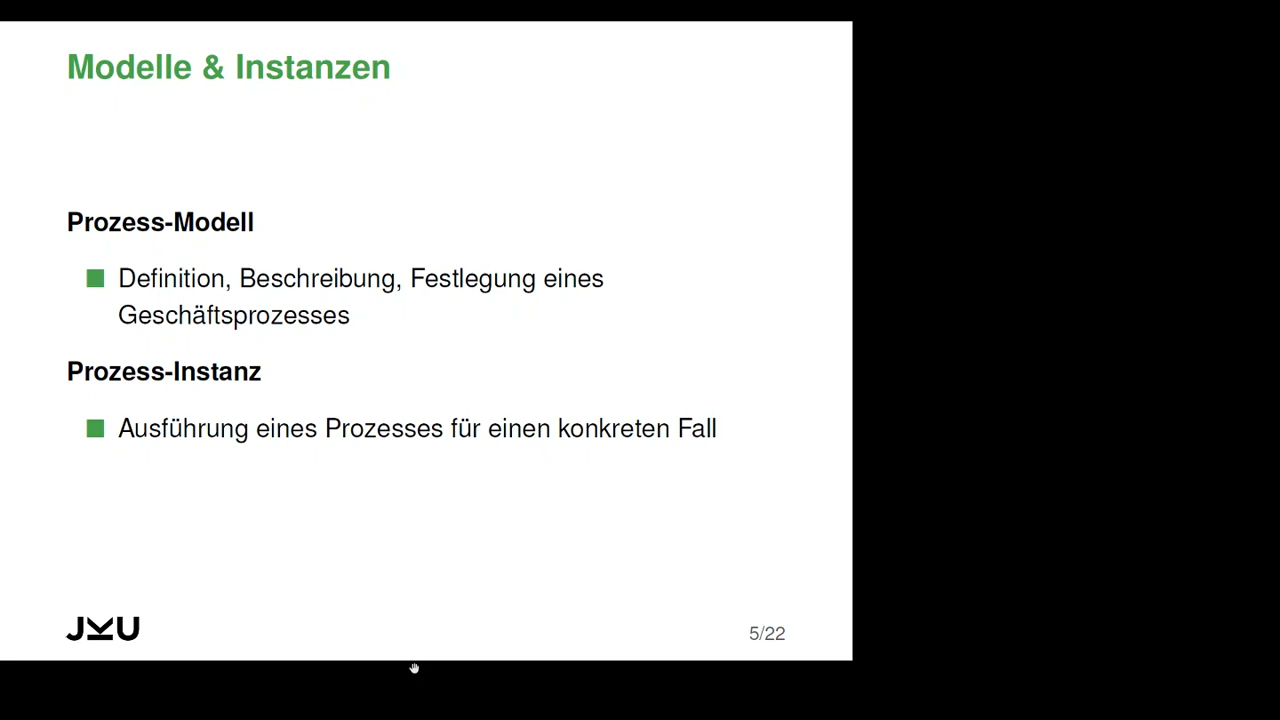 Modelle & Instanzen
Prozess-Modell
Definition, Beschreibung, Festlegung eines
Geschäftsprozesses
Prozess-Instanz
Ausführung eines Prozesses für einen konkreten Fall
JKU
5/22